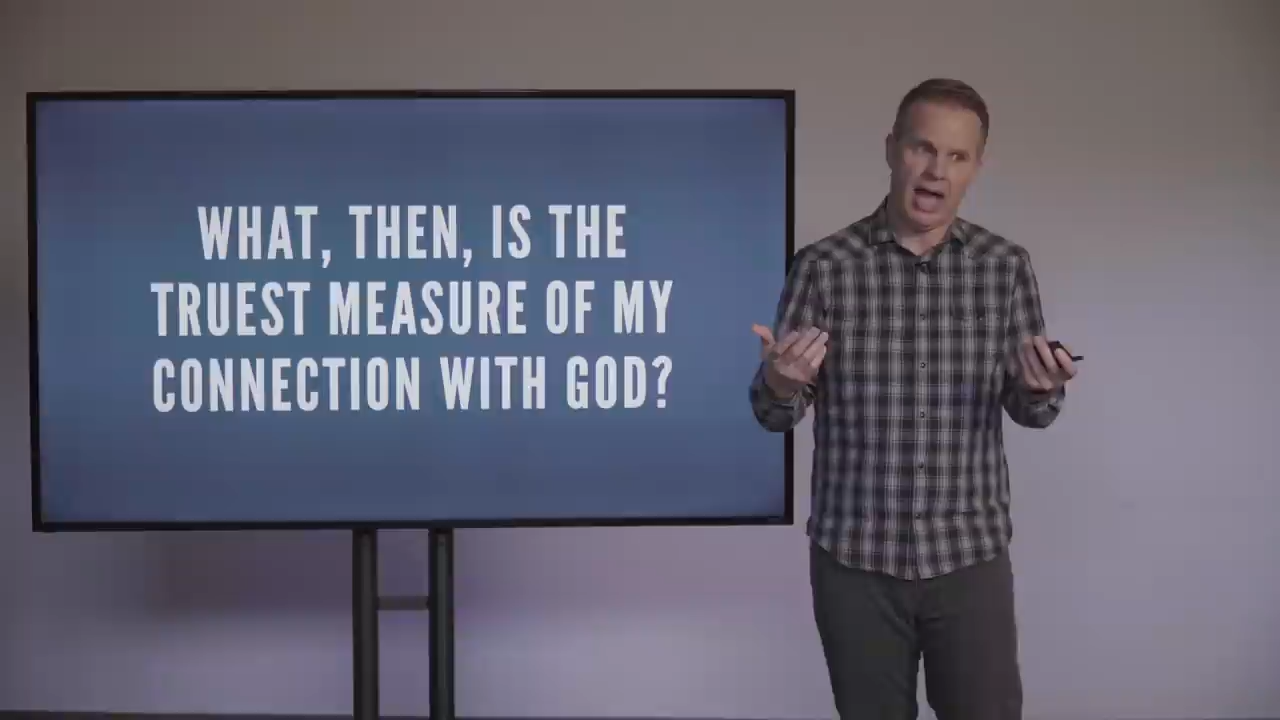 WHAT, THEN, IS THE
TRUEST MEASURE OF MY
CONNECTION WITH GOD?